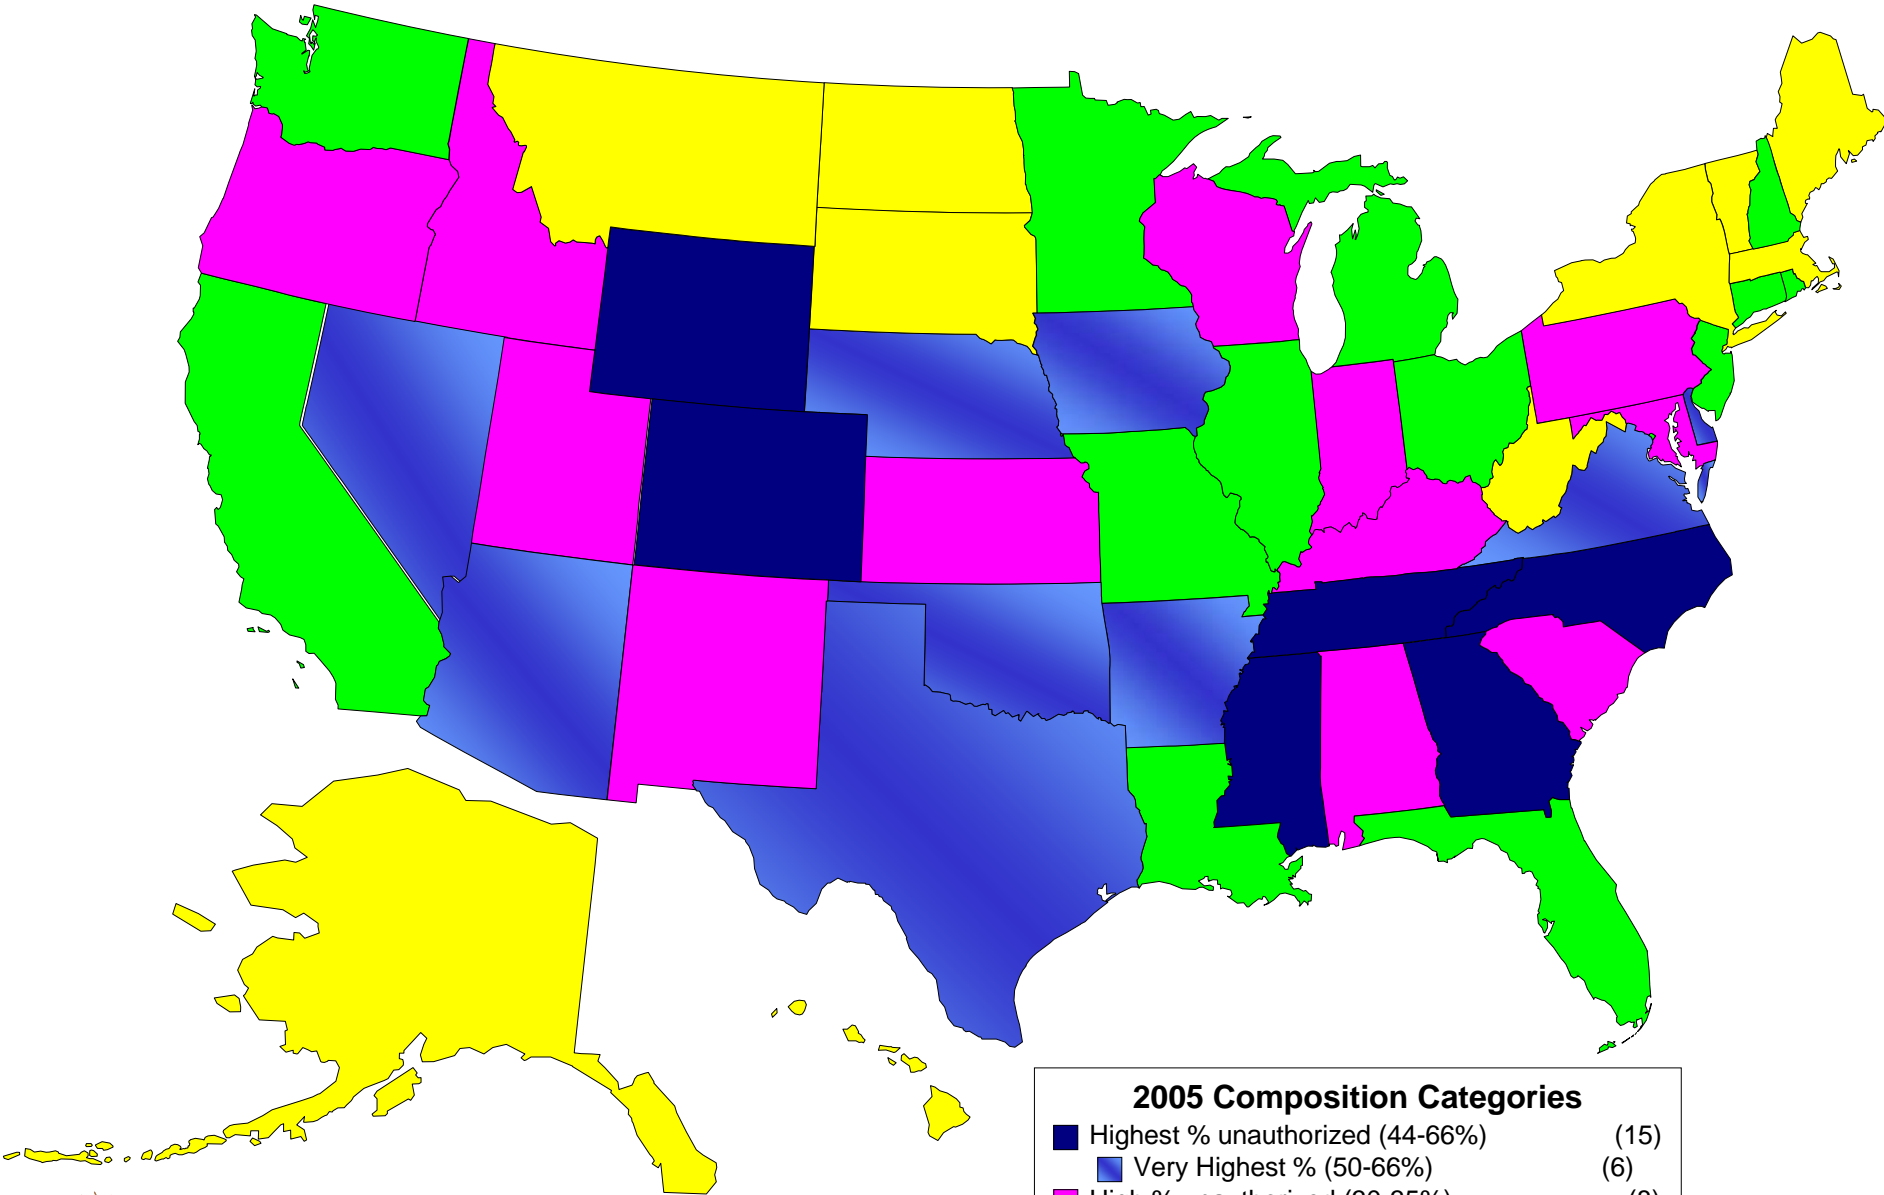 2005 Composition Categories
Highest % unauthorized (44-66%) (15)
Very Highest % (50-66%) (6)